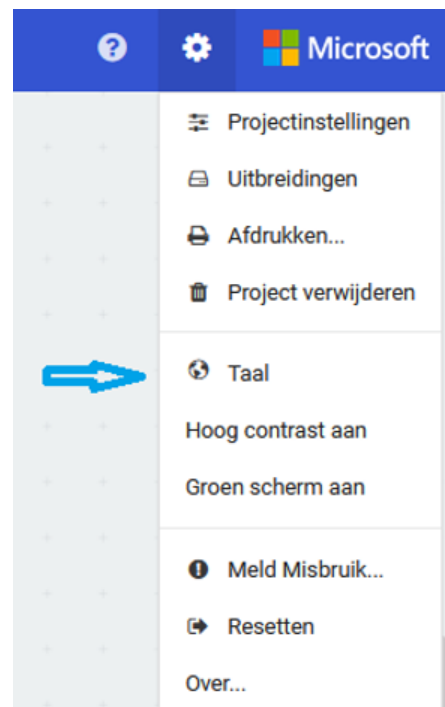 Microsoft
Projectinstellingen
Uitbreidingen
Afdrukken...
Project verwijderen
Taal
Hoog contrast aan
Groen scherm aan
Meld Misbruik...
Resetten
Over...